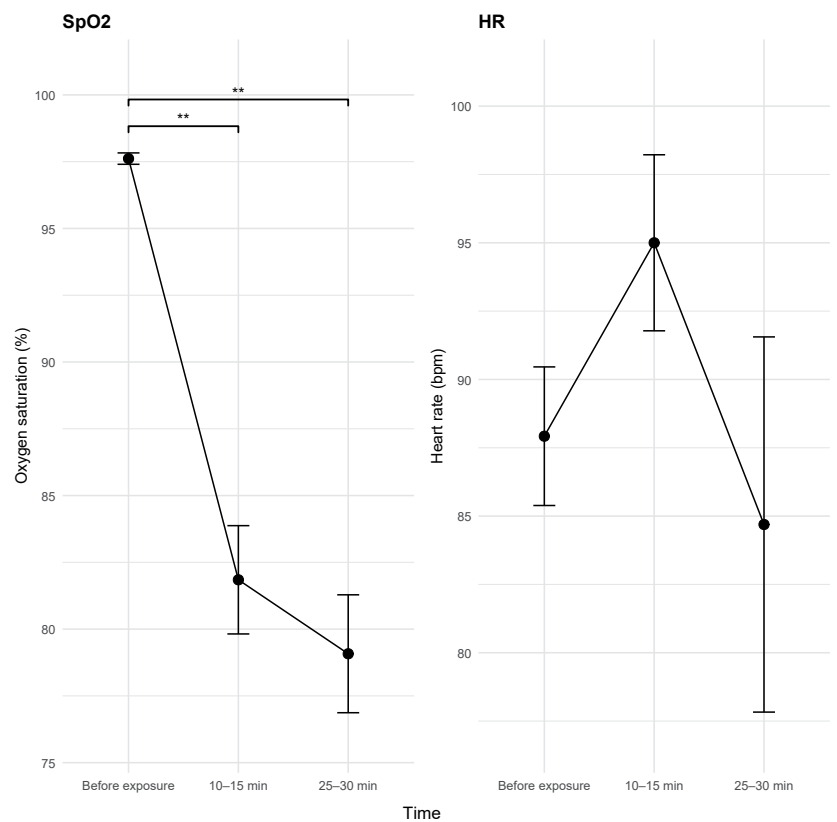 SpO2
Oxygen saturation (%)
100
95
90
85
80
75
**
**
Before exposure
10–15 min
25–30 min
HR
Heart rate (bpm)
100
95
90
85
80
Before exposure
10–15 min
25–30 min
Time